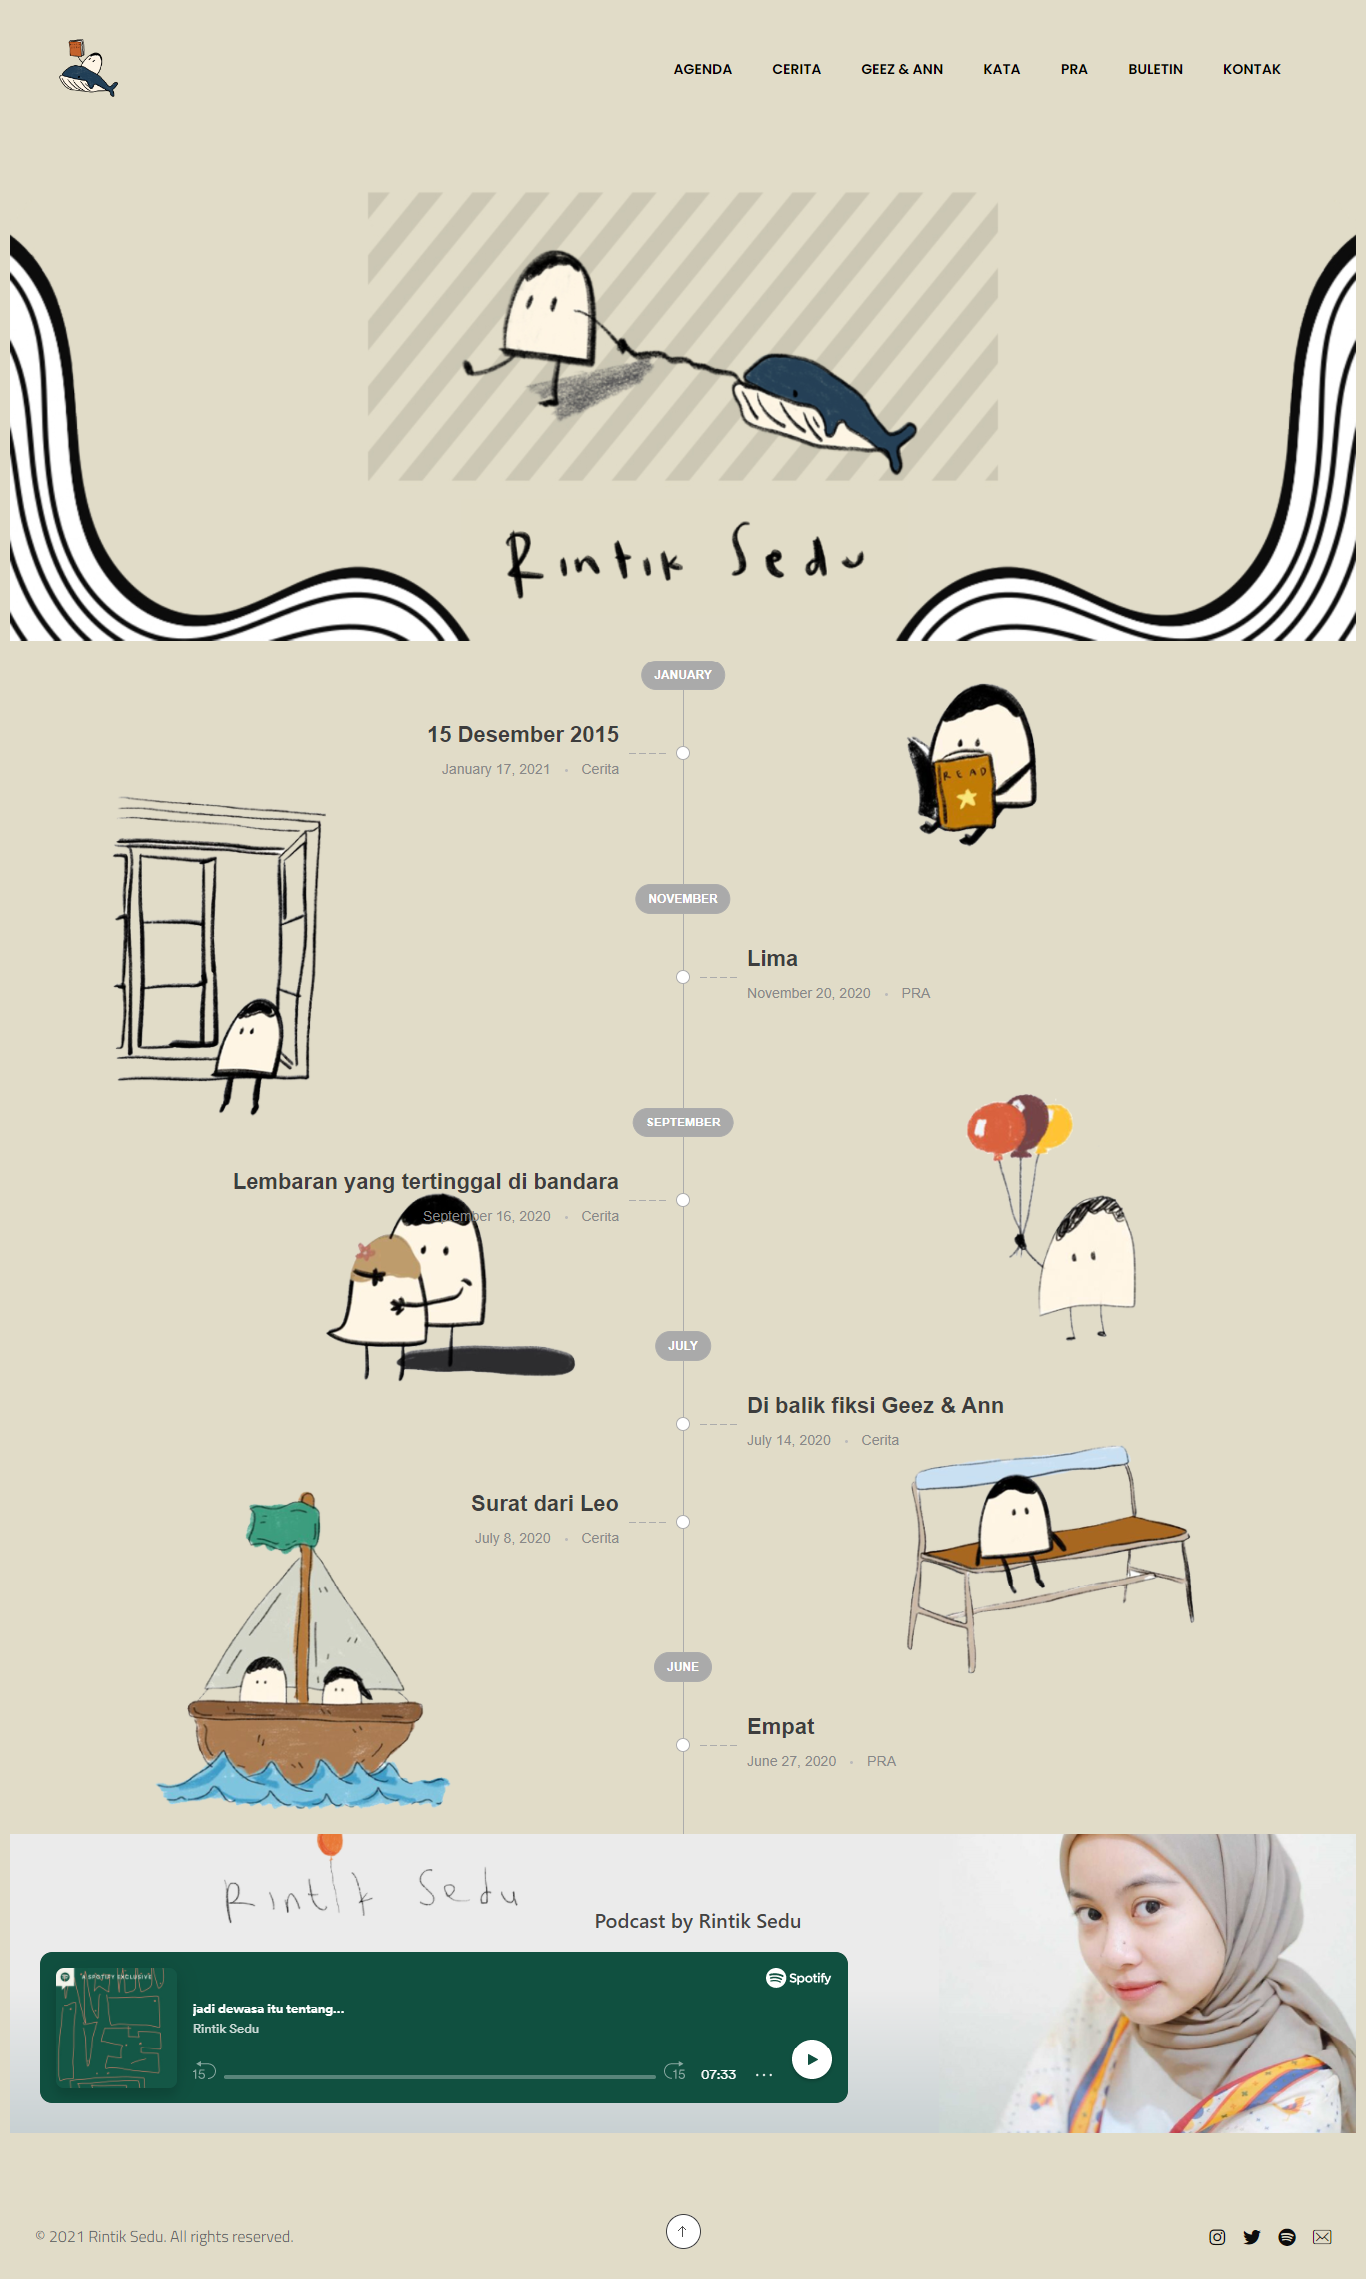 AGENDA CERITA GEEZ & ANN KATA PRA BULETIN KONTAK
Rintik Sedu
JANUARY
15 Desember 2015
January 17, 2021 • Cerita
READ
NOVEMBER
Lima
November 20, 2020 • PRA
SEPTEMBER
Lembaran yang tertinggal di bandara
September 16, 2020 • Cerita
JULY
Di balik fiksi Geez & Ann
July 14, 2020 • Cerita
Surat dari Leo
July 8, 2020 • Cerita
JUNE
Empat
June 27, 2020 • PRA
Rintik Sedu
Podcast by Rintik Sedu
A SPOTIFY EXCLUSIVE
Spotify
jadi dewasa itu tentang...
Rintik Sedu
15 15 07:33 ...
© 2021 Rintik Sedu. All rights reserved.